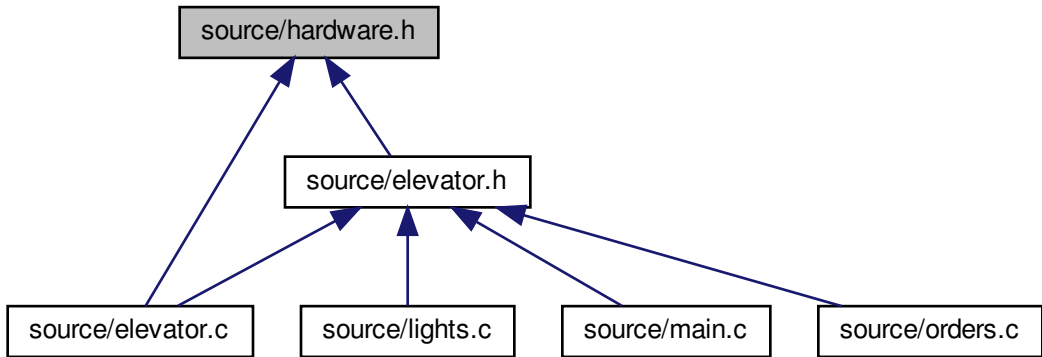 source/hardware.h
source/elevator.h
source/elevator.c
source/lights.c
source/main.c
source/orders.c